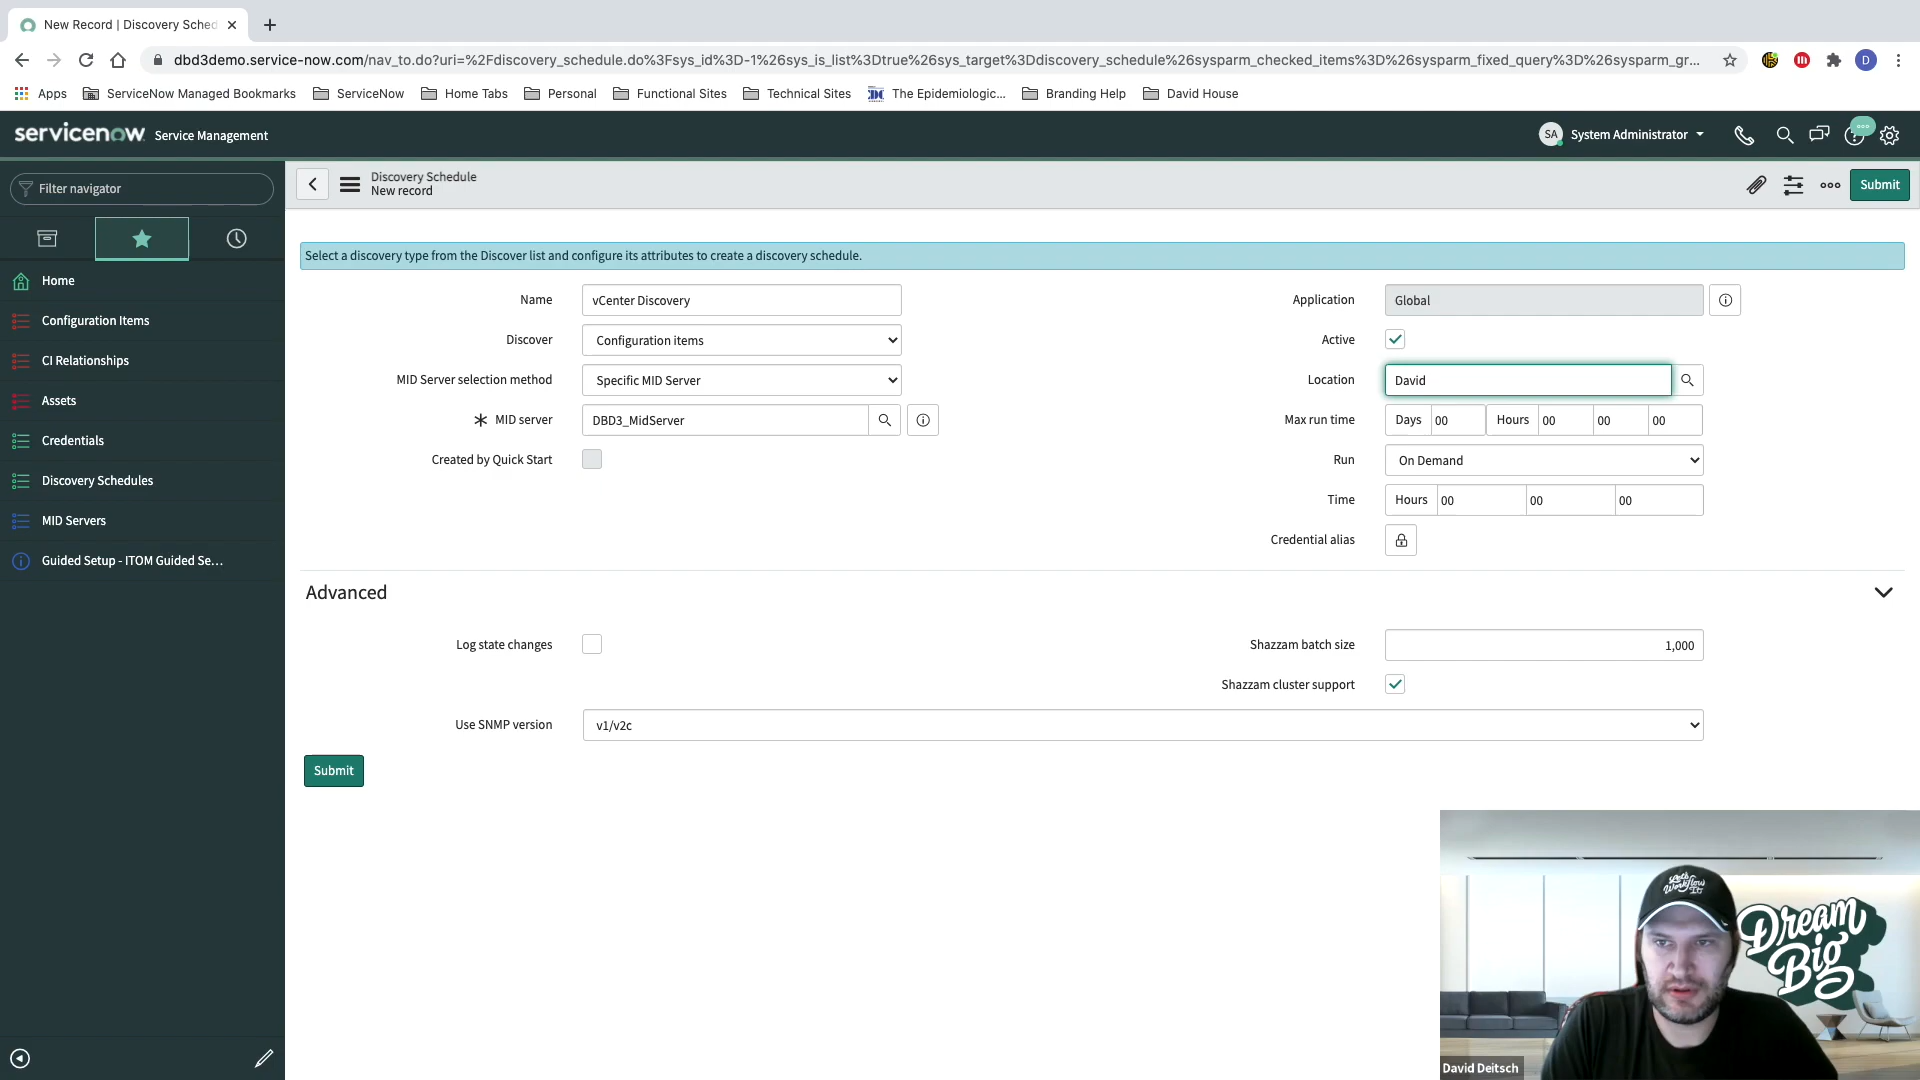 New Record | Discovery Sched
dbd3demo.service-now.com/nav_to.do?uri=%2Fdiscovery_schedule.do%3Fsys_id%3D-1%26sys_is_list%3Dtrue%26sys_target%3Ddiscovery_schedule%26sysparm_checked_items%3D%26sysparm_fixed_query%3D%26sysparm_gr...
D
Apps ServiceNow Managed Bookmarks ServiceNow Home Tabs Personal Functional Sites Technical Sites The Epidemiologic... Branding Help David House
servicenow Service Management
SA System Administrator
Filter navigator
Discovery Schedule
New record
Submit
Home
Configuration Items
CI Relationships
Assets
Credentials
Discovery Schedules
MID Servers
Guided Setup - ITOM Guided Se...
Select a discovery type from the Discover list and configure its attributes to create a discovery schedule.
Name vCenter Discovery
Discover Configuration items
MID Server selection method Specific MID Server
MID server DBD3_MidServer
Created by Quick Start
Application Global
Active
Location David
Max run time Days 00 Hours 00 00 00
Run On Demand
Time Hours 00 00 00
Credential alias
Advanced
Log state changes
Shazzam batch size 1,000
Shazzam cluster support
Use SNMP version v1/v2c
Submit
Let's
Workflow
It
Dream
Big
David Deitsch